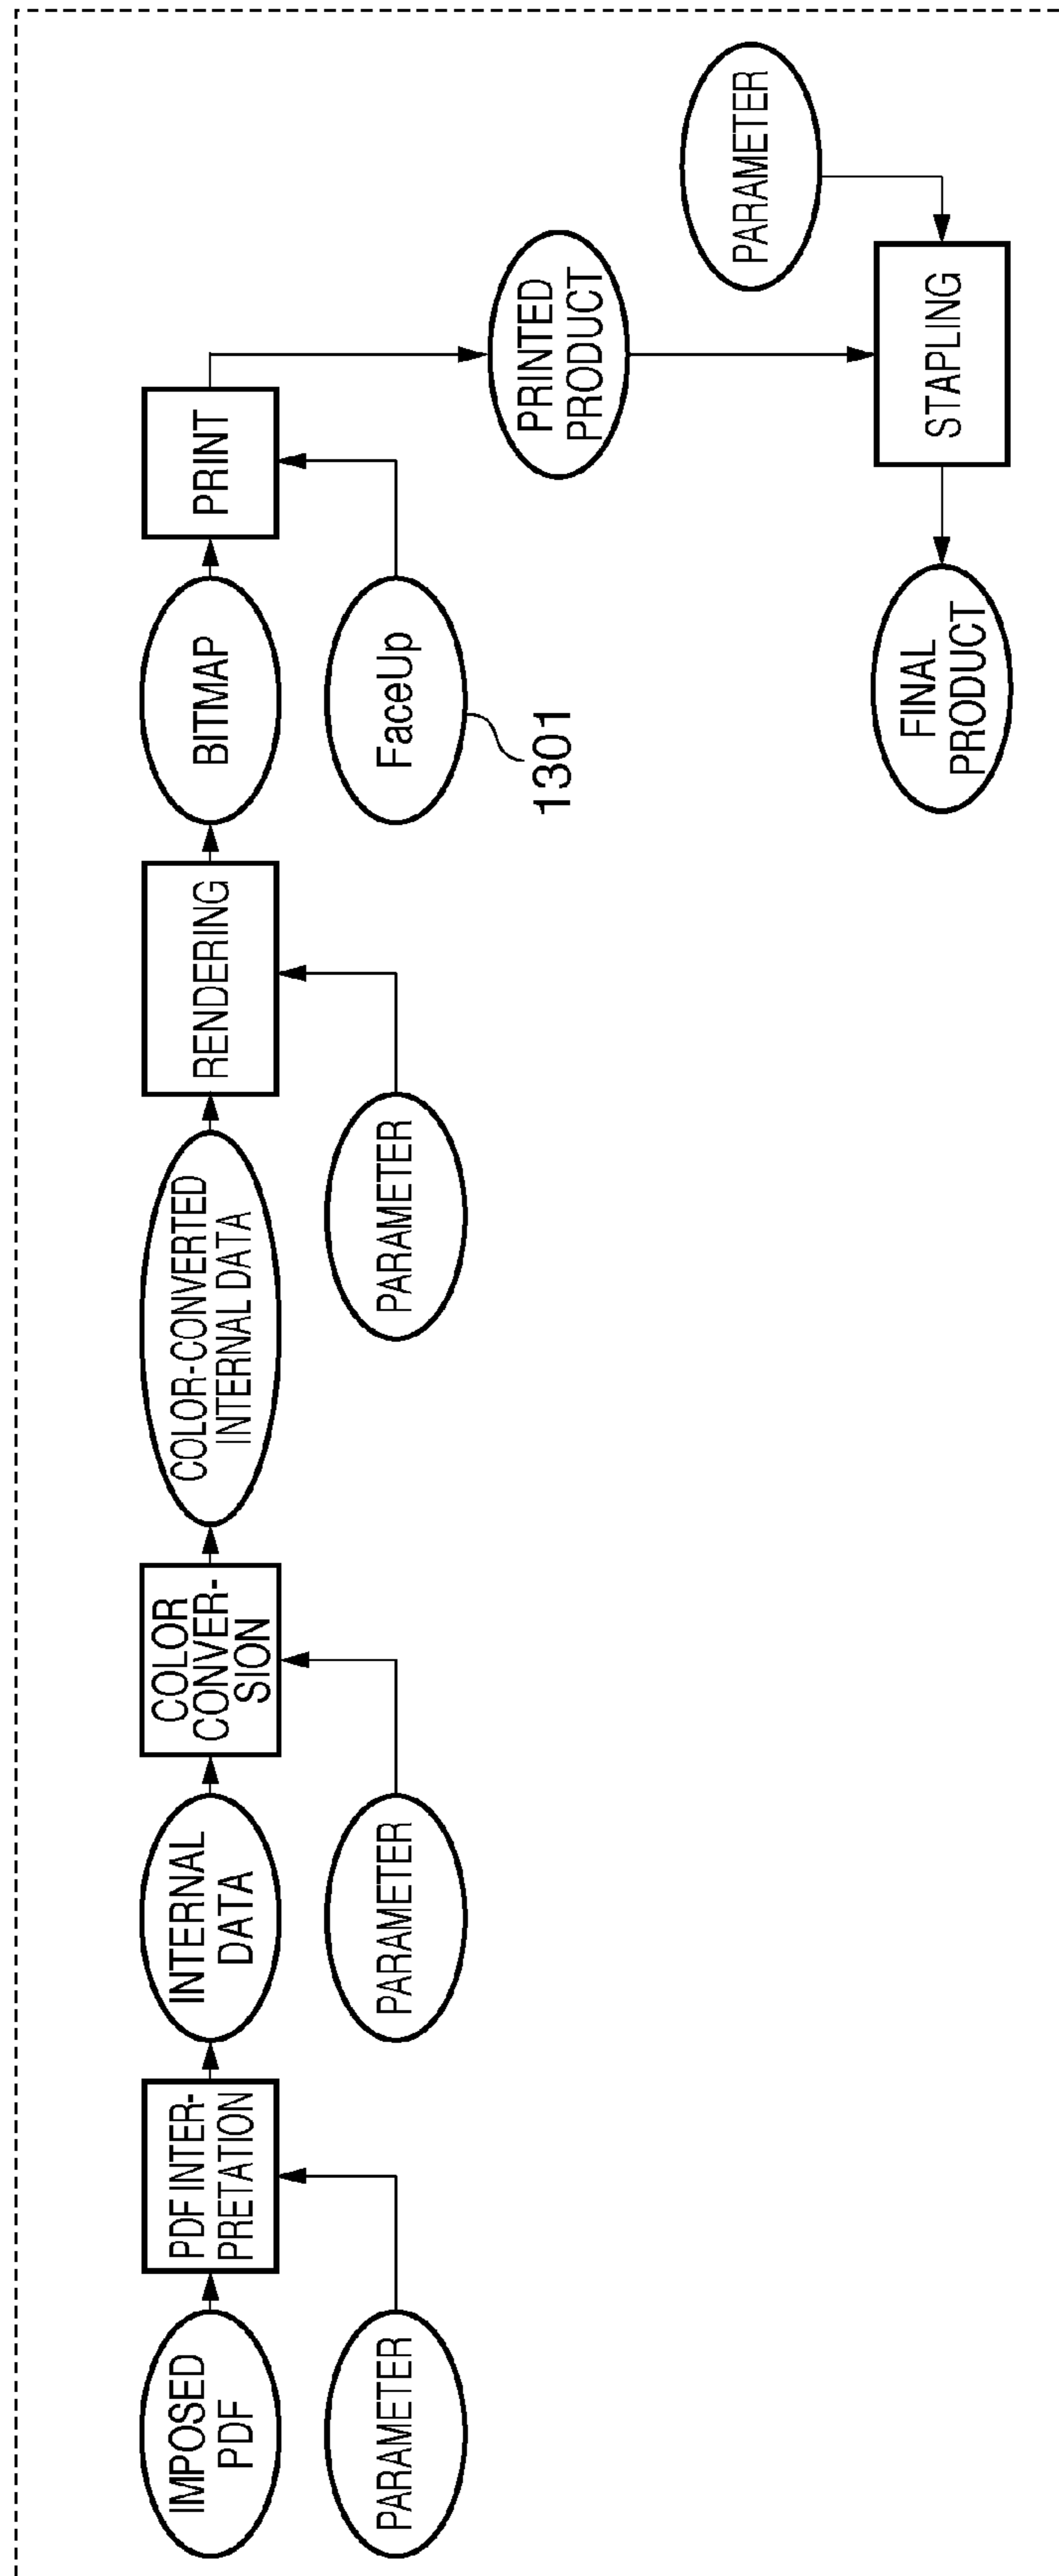 IMPOSED
PDF
PDF INTER-
PRETATION
INTERNAL
DATA
COLOR
CONVER-
SION
COLOR-CONVERTED
INTERNAL DATA
RENDERING
BITMAP
PRINT
PARAMETER
PARAMETER
PARAMETER
FaceUp
1301
PRINTED
PRODUCT
PARAMETER
FINAL
PRODUCT
STAPLING